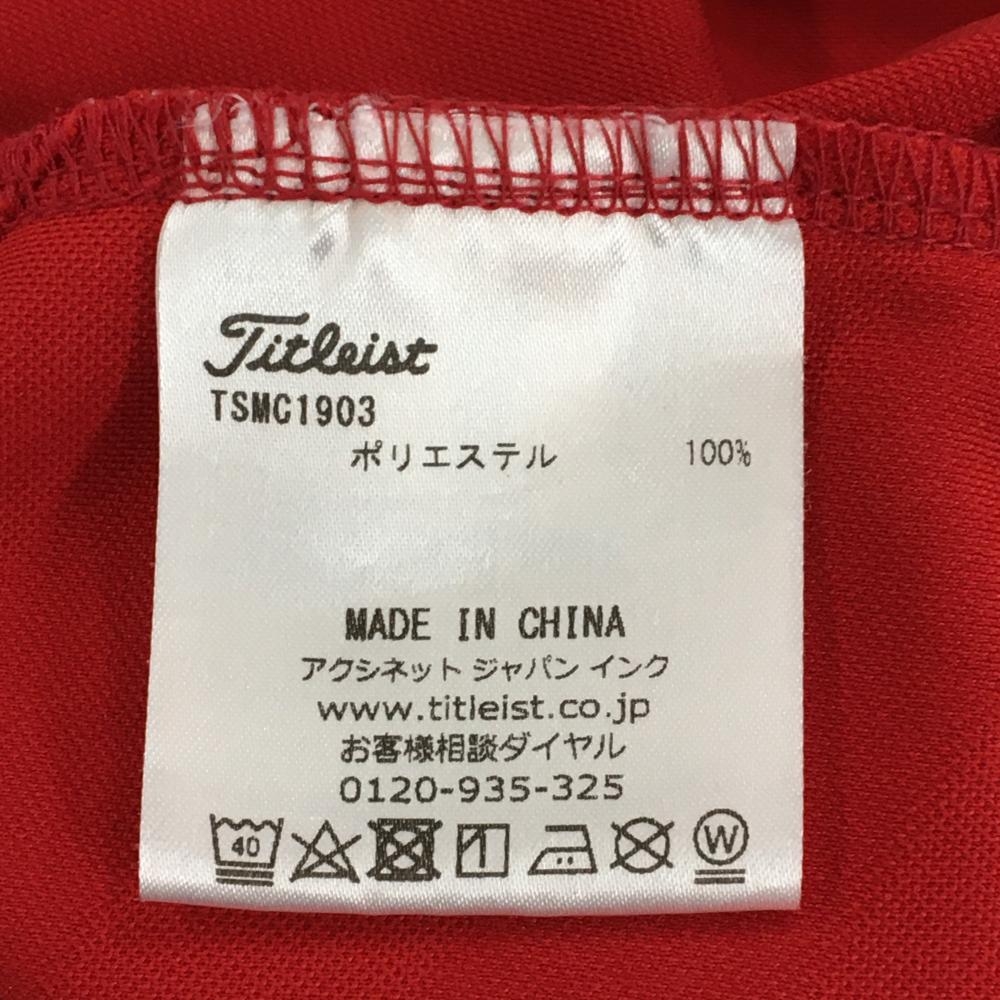 Titleist
TSMC1903
ポリエステル 100%
MADE IN CHINA
アクシネット ジャパン インク
www.titleist.co.jp
お客様相談ダイヤル
0120-935-325
40 W